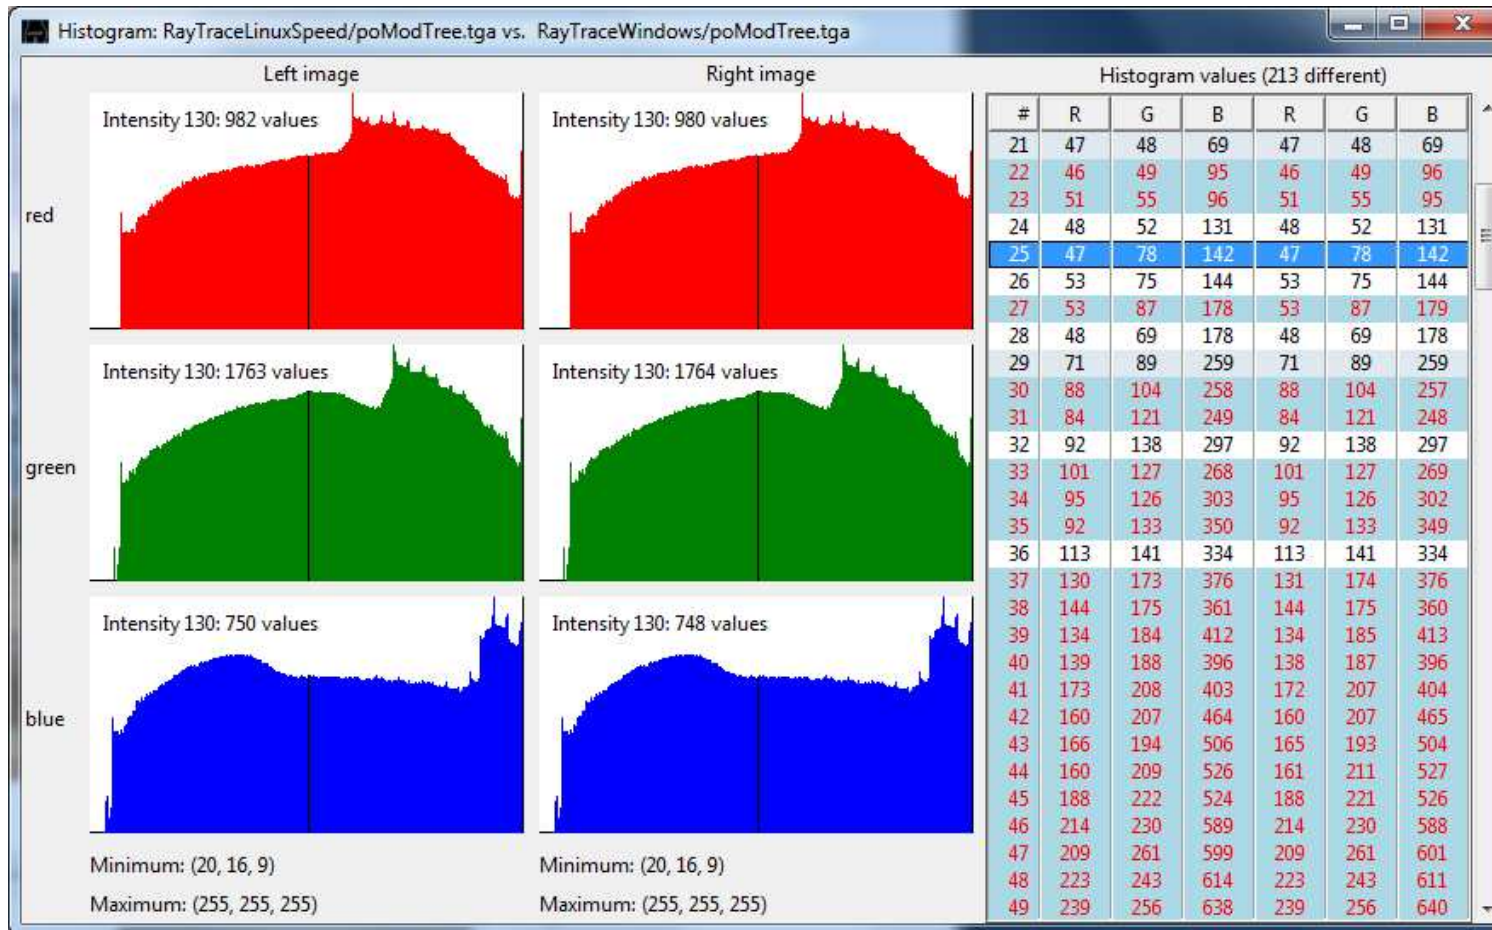 Histogram: RayTraceLinuxSpeed/poModTree.tga vs. RayTraceWindows/poModTree.tga
Left image
Right image
Histogram values (213 different)
red
Intensity 130: 982 values
Intensity 130: 980 values
green
Intensity 130: 1763 values
Intensity 130: 1764 values
blue
Intensity 130: 750 values
Intensity 130: 748 values
Minimum: (20, 16, 9)
Minimum: (20, 16, 9)
Maximum: (255, 255, 255)
Maximum: (255, 255, 255)
# R G B R G B
21 47 48 69 47 48 69
22 46 49 95 46 49 96
23 51 55 96 51 55 95
24 48 52 131 48 52 131
25 47 78 142 47 78 142
26 53 75 144 53 75 144
27 53 87 178 53 87 179
28 48 69 178 48 69 178
29 71 89 259 71 89 259
30 88 104 258 88 104 257
31 84 121 249 84 121 248
32 92 138 297 92 138 297
33 101 127 268 101 127 269
34 95 126 303 95 126 302
35 92 133 350 92 133 349
36 113 141 334 113 141 334
37 130 173 376 131 174 376
38 144 175 361 144 175 360
39 134 184 412 134 185 413
40 139 188 396 138 187 396
41 173 208 403 172 207 404
42 160 207 464 160 207 465
43 166 194 506 165 193 504
44 160 209 526 161 211 527
45 188 222 524 188 221 526
46 214 230 589 214 230 588
47 209 261 599 209 261 601
48 223 243 614 223 243 611
49 239 256 638 239 256 640